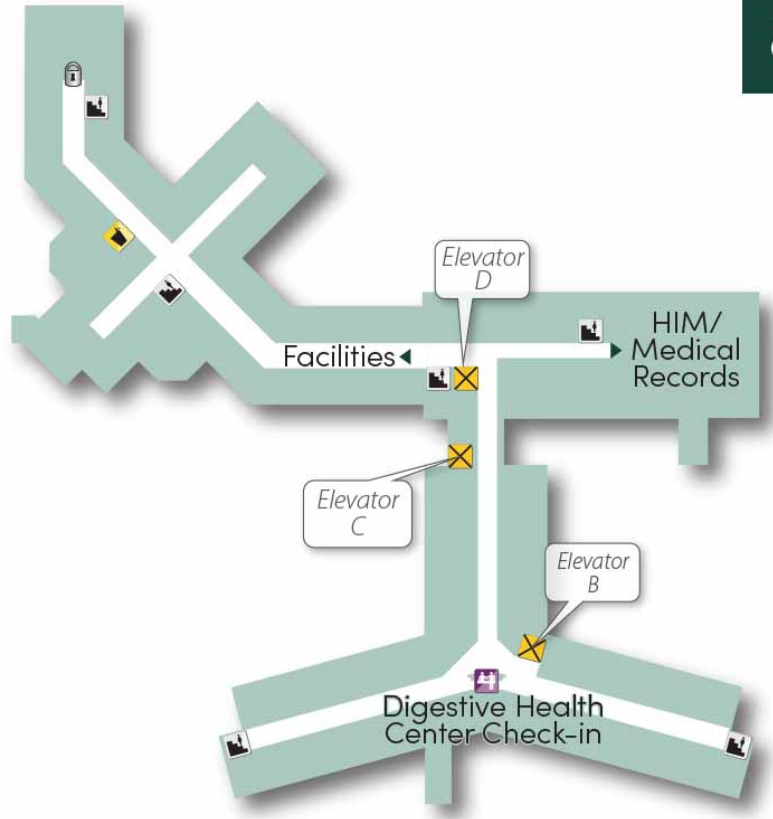 Elevator
D
HIM/
Medical
Records
Facilities
Elevator
C
Elevator
B
Digestive Health
Center Check-in